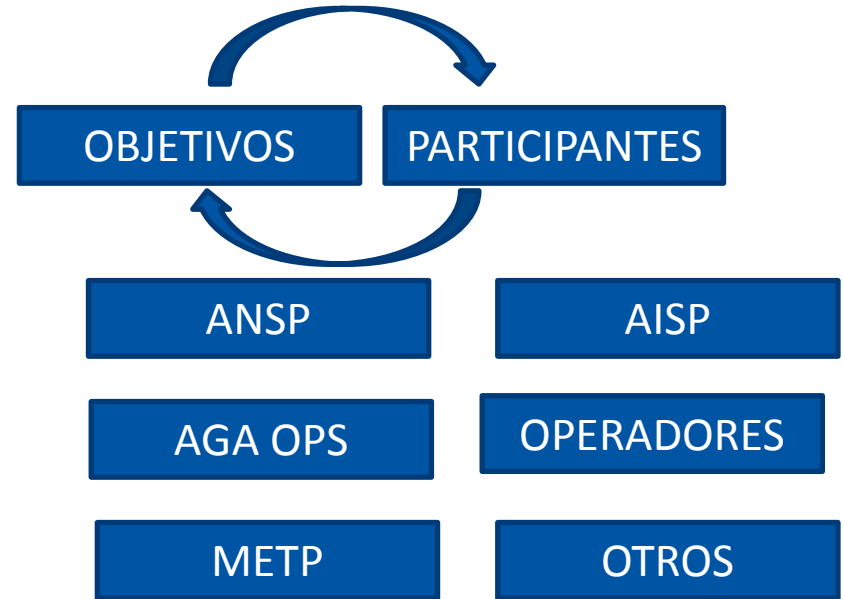 OBJETIVOS
PARTICIPANTES
ANSP
AISP
AGA OPS
OPERADORES
METP
OTROS